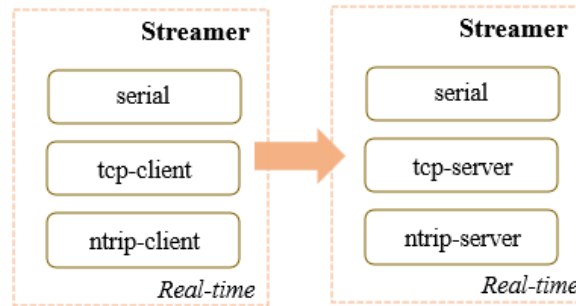 Streamer
serial
tcp-client
ntrip-client
Real-time
Streamer
serial
tcp-server
ntrip-server
Real-time